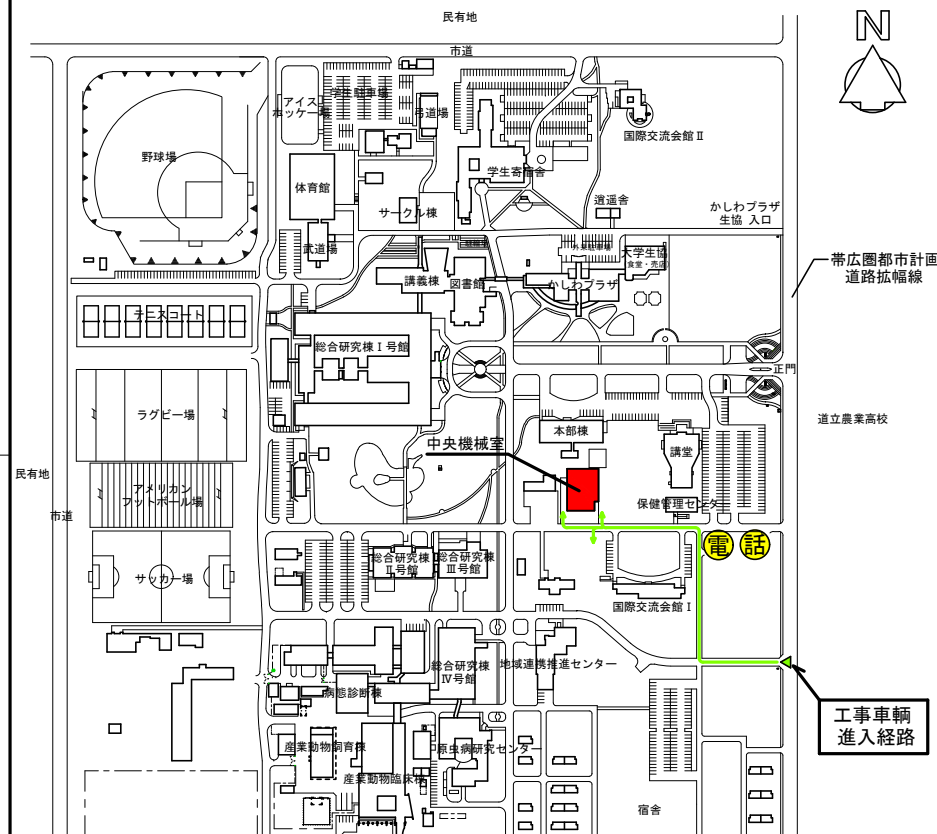 民有地
市道
N
アイス
ホッケー場
学生駐車場
弓道場
国際交流会館Ⅱ
野球場
体育館
学生寄宿舎
サークル棟
逍遥舎
かしわプラザ
生協 入口
武道場
外来駐車場
大学生協
(食堂・売店)
講義棟
図書館
かしわプラザ
帯広圏都市計画
道路拡幅線
テニスコート
総合研究棟Ⅰ号館
正門
ラグビー場
道立農業高校
本部棟
中央機械室
講堂
民有地
アメリカン
フットボール場
保健管理センター
市道
電 話
総合研究棟
Ⅱ号館
総合研究棟
Ⅲ号館
サッカー場
国際交流会館Ⅰ
総合研究棟
Ⅳ号館
地域連携推進センター
病態診断棟
工事車輌
進入経路
産業動物飼育棟
原虫病研究センター
産業動物臨床棟
宿舎